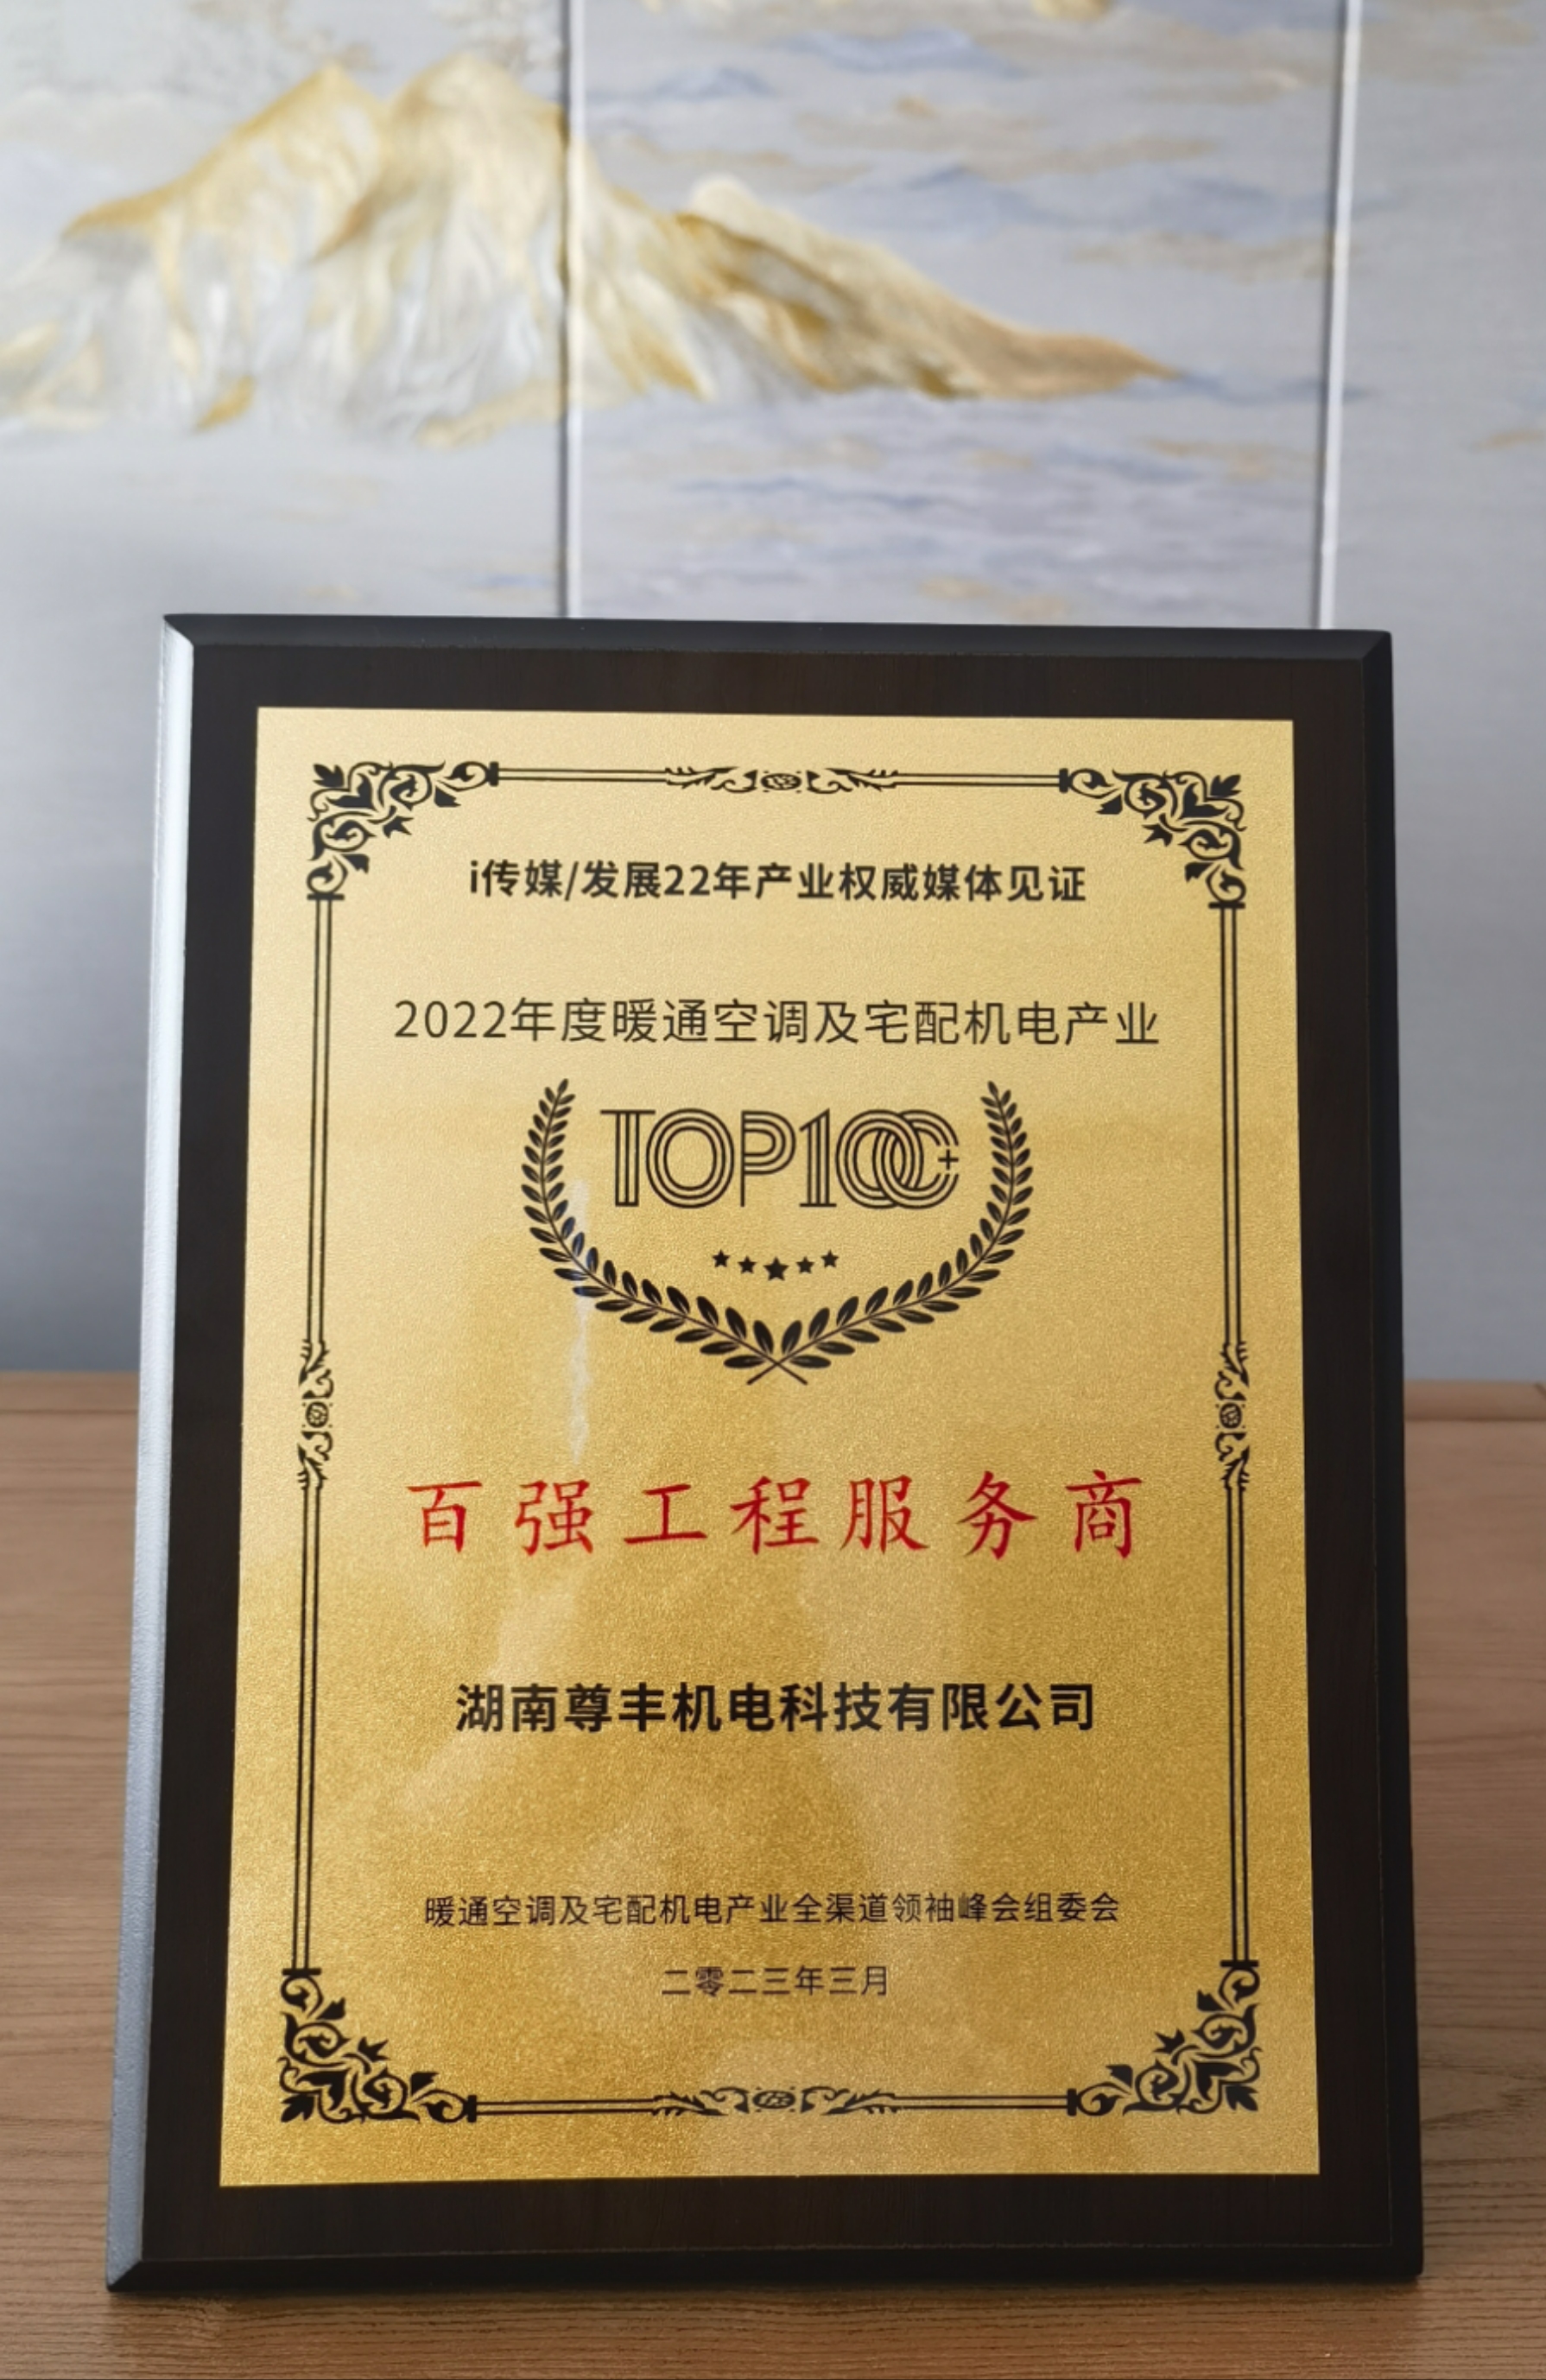 i传媒/发展22年产业权威媒体见证
2022年度暖通空调及宅配机电产业
TOP100+
百强工程服务商
湖南尊丰机电科技有限公司
暖通空调及宅配机电产业全渠道领袖峰会组委会
二零二三年三月